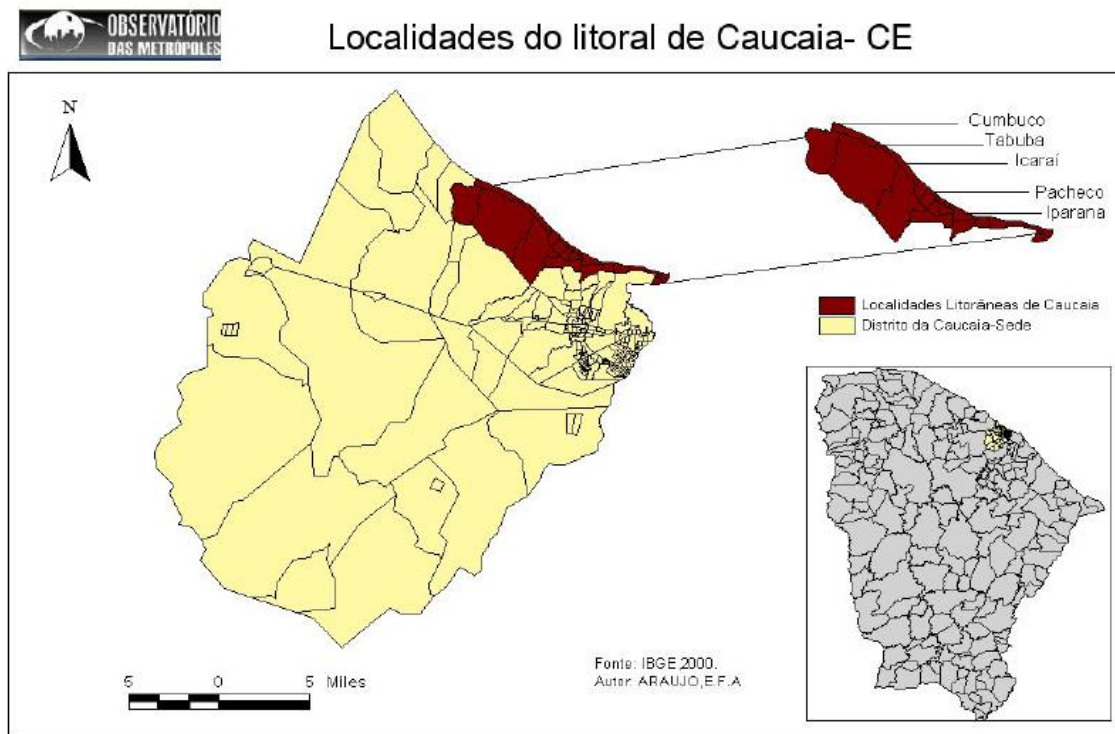 OBSERVATÓRIO
DAS METRÓPOLES
Localidades do litoral de Caucaia- CE
N
Cumbuco
Tabuba
Icaraí
Pacheco
Iparana
Localidades Litorâneas de Caucaia
Distrito da Caucaia-Sede
5 0 5 Miles
Fonte: IBGE,2000.
Autor: ARAUJO,E.F.A